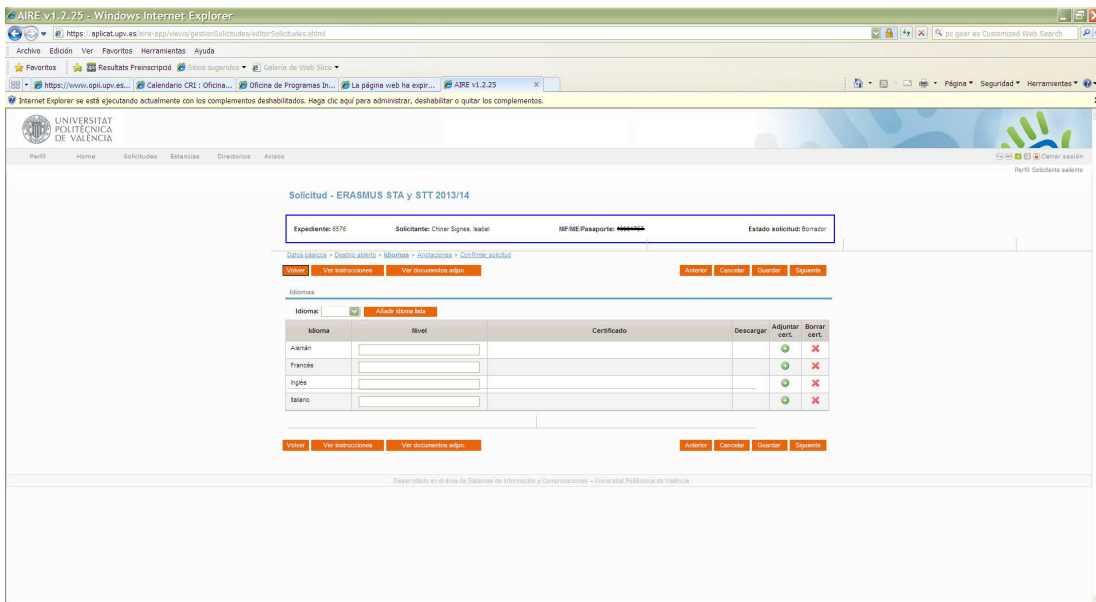 AIRE v1.2.25 - Windows Internet Explorer
https://aplicat.upv.es/aire-app/views/gestionSolicitudes/editorSolicitudes.xhtml
pc gear es Customized Web Search
Archivo Edición Ver Favoritos Herramientas Ayuda
Favoritos Resultats Preinscripció Sitios sugeridos Galería de Web Slice
https://www.opii.upv.es... Calendario CRI : Oficina... Oficina de Programas In... La página web ha expir... AIRE v1.2.25 X Página Seguridad Herramientas
Internet Explorer se está ejecutando actualmente con los complementos deshabilitados. Haga clic aquí para administrar, deshabilitar o quitar los complementos.
UNIVERSITAT
POLITÈCNICA
DE VALÈNCIA
Perfil Home Solicitudes Estancias Directorios Avisos Cerrar sesión
Perfil: Solicitante saliente
Solicitud - ERASMUS STA y STT 2013/14
Expediente: 6576 Solicitante: Chiner Signes, Isabel NIF/NIE/Pasaporte: Estado solicitud: Borrador
Datos básicos > Destino abierto > Idiomas > Anotaciones > Confirmar solicitud
Volver Ver Instrucciones Ver documentos adjun. Anterior Cancelar Guardar Siguiente
Idiomas
Idioma: Añadir idioma lista
Idioma Nivel Certificado Descargar Adjuntar cert. Borrar cert.
Alemán
Francés
Inglés
Italiano
Volver Ver Instrucciones Ver documentos adjun. Anterior Cancelar Guardar Siguiente
Desarrollado en el área de Sistemas de Información y Comunicaciones - Universitat Politècnica de València